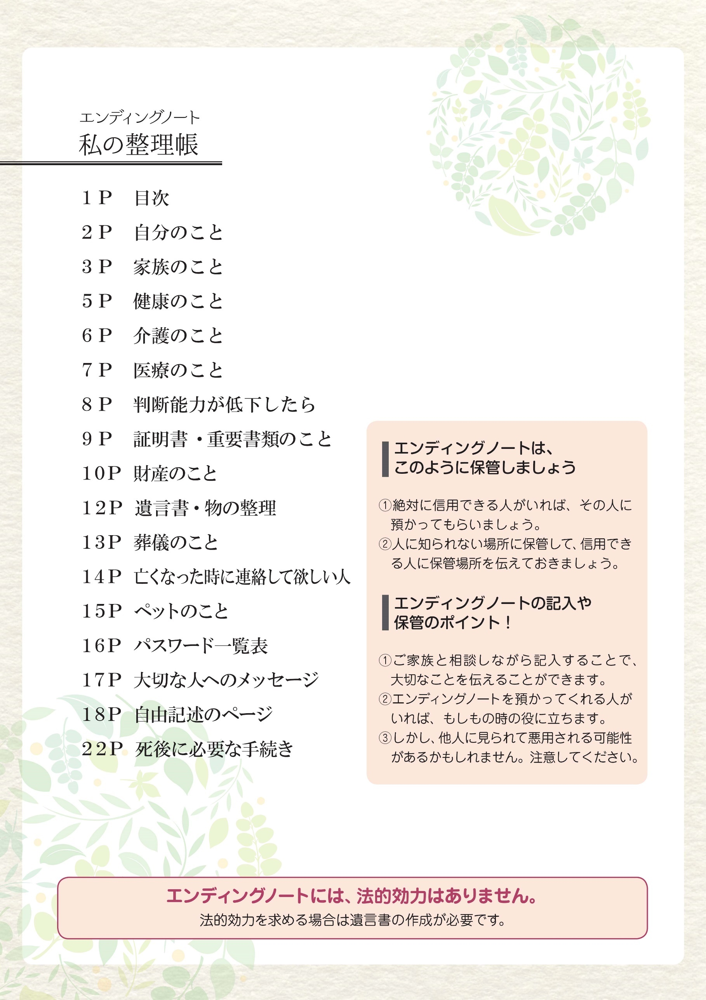 エンディングノート
私の整理帳
1P 目次
2P 自分のこと
3P 家族のこと
5P 健康のこと
6P 介護のこと
7P 医療のこと
8P 判断能力が低下したら
9P 証明書・重要書類のこと
10P 財産のこと
12P 遺言書・物の整理
13P 葬儀のこと
14P 亡くなった時に連絡して欲しい人
15P ペットのこと
16P パスワード一覧表
17P 大切な人へのメッセージ
18P 自由記述のページ
22P 死後に必要な手続き
エンディングノートは、
このように保管しましょう
①絶対に信用できる人がいれば、その人に
預かってもらいましょう。
②人に知られない場所に保管して、信用でき
る人に保管場所を伝えておきましょう。
エンディングノートの記入や
保管のポイント!
①ご家族と相談しながら記入することで、
大切なことを伝えることができます。
②エンディングノートを預かってくれる人が
いれば、もしもの時の役に立ちます。
③しかし、他人に見られて悪用される可能性
があるかもしれません。注意してください。
エンディングノートには、法的効力はありません。
法的効力を求める場合は遺言書の作成が必要です。